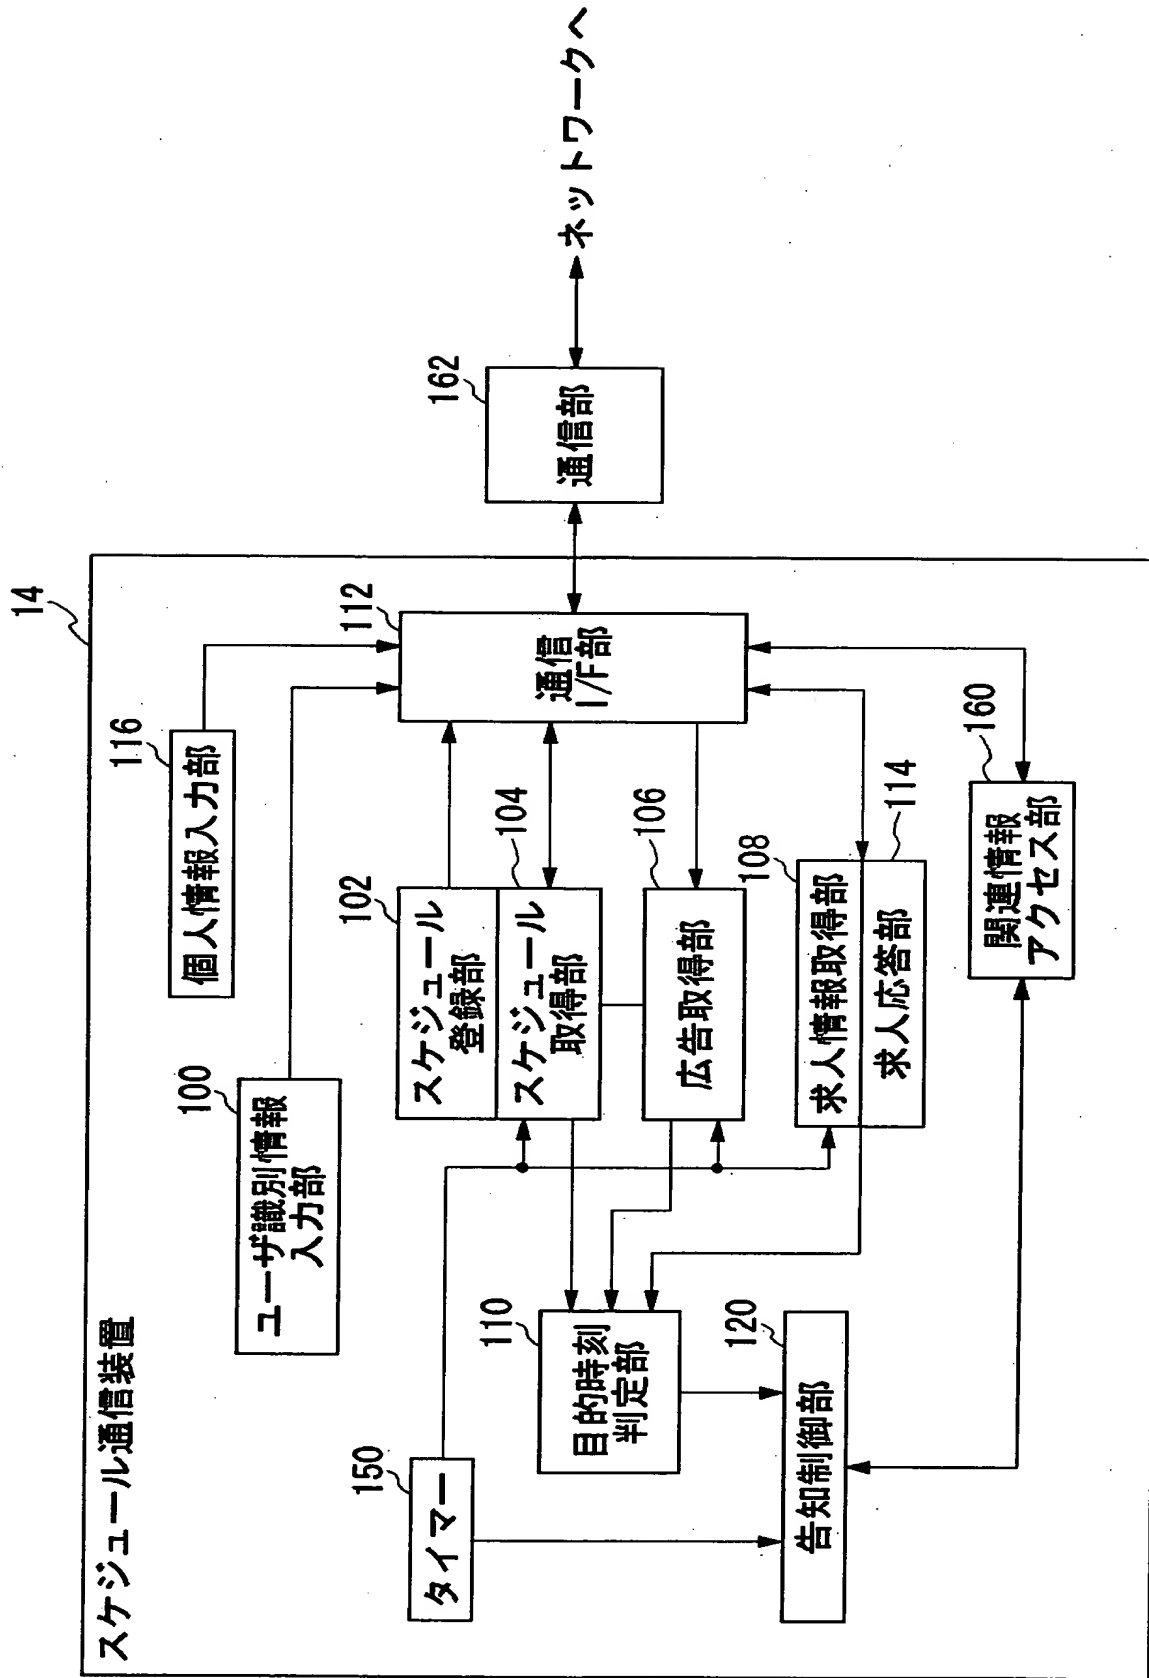 スケジュール通信装置
14
116
個人情報入力部
100
ユーザ識別情報
入力部
112
通信
I/F部
162
通信部
ネットワークへ
102
スケジュール
登録部
104
スケジュール
取得部
106
広告取得部
108
求人情報取得部
114
求人応答部
160
関連情報
アクセス部
150
タイマー
110
目的時刻
判定部
120
告知制御部